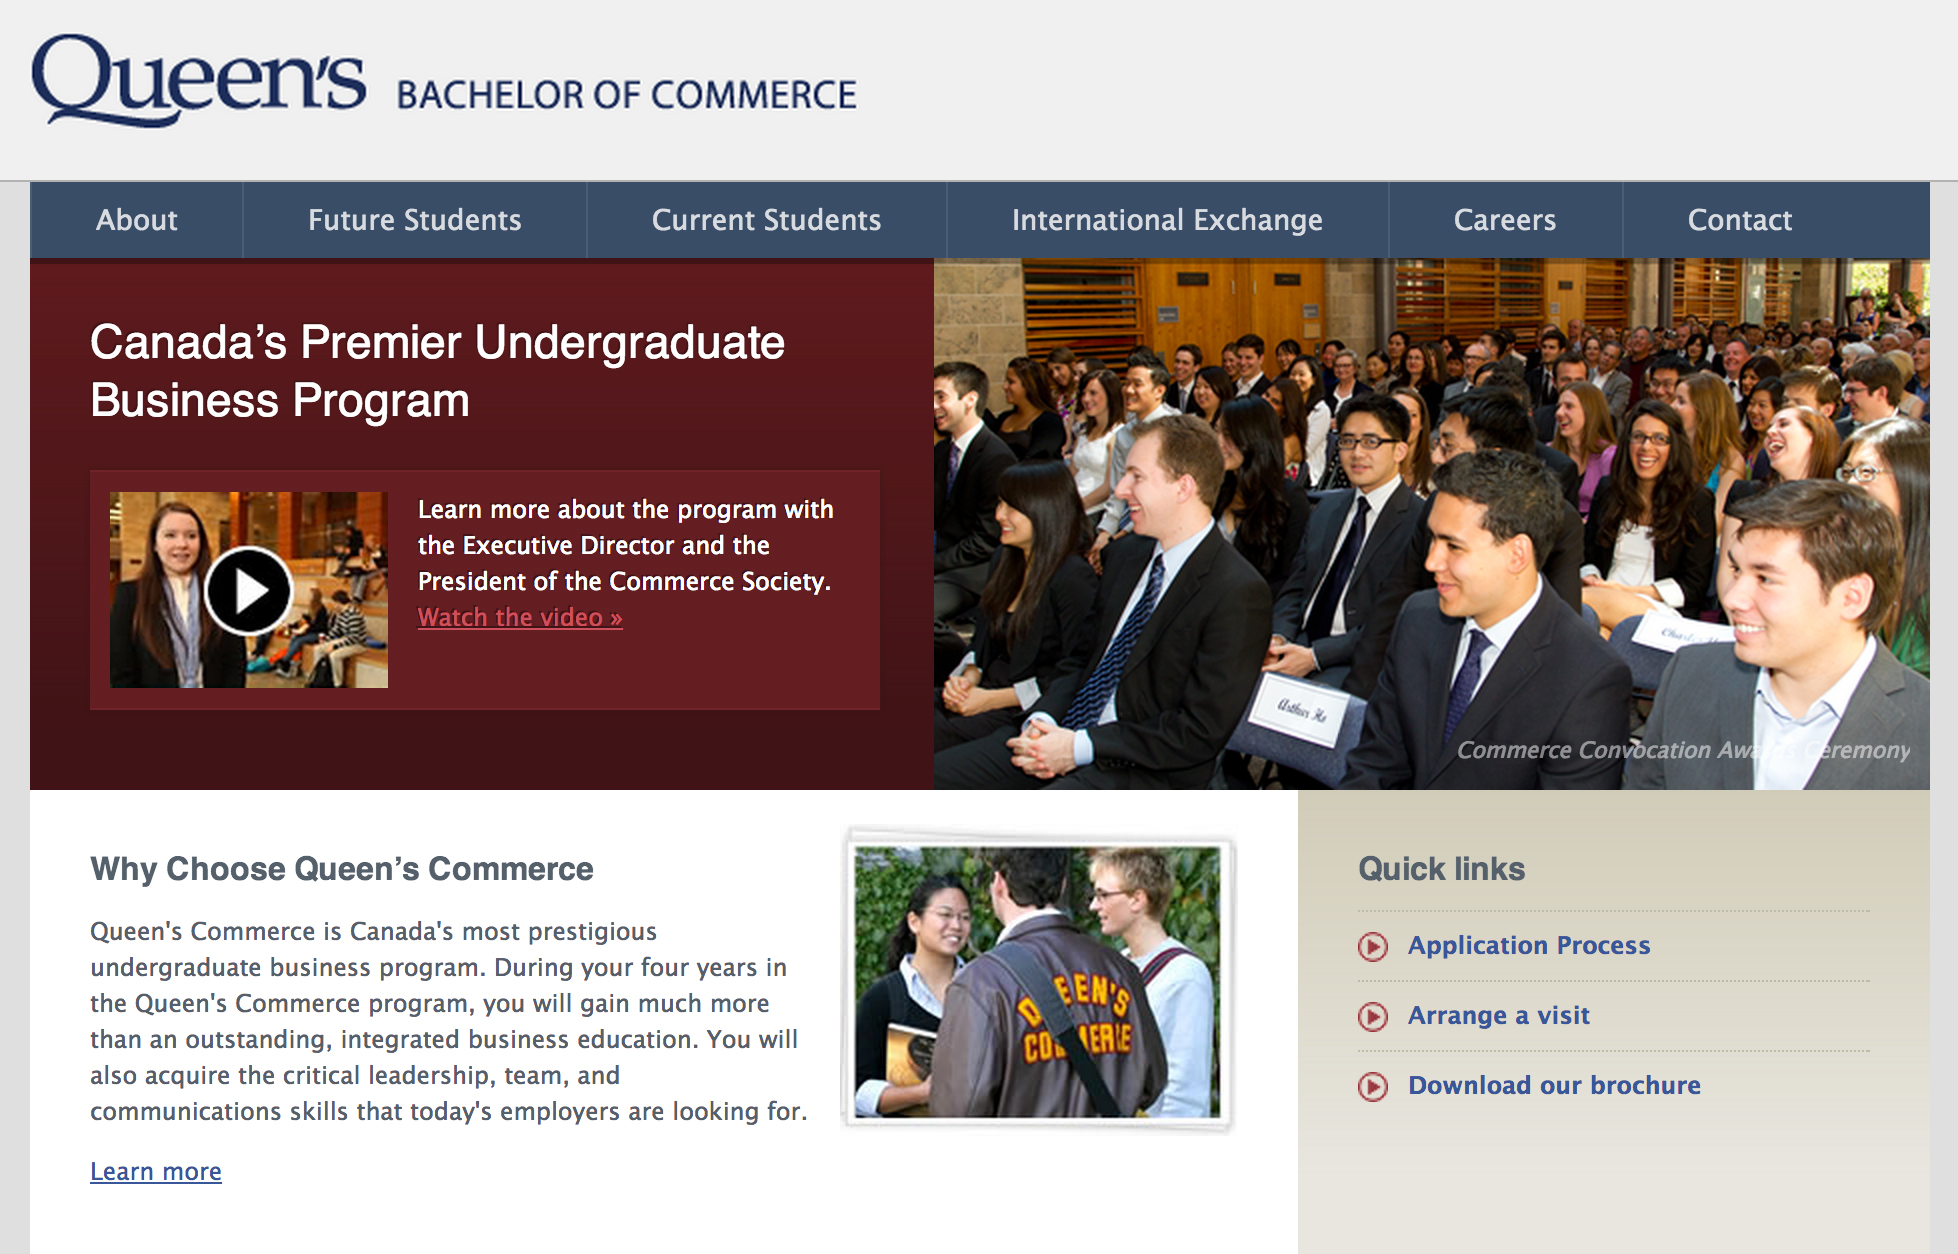 Queen's BACHELOR OF COMMERCE
About Future Students Current Students International Exchange Careers Contact
Canada’s Premier Undergraduate
Business Program
Learn more about the program with
the Executive Director and the
President of the Commerce Society.
Watch the video »
Arthur Ho
Commerce Convocation Awards Ceremony
Why Choose Queen’s Commerce
Queen's Commerce is Canada's most prestigious
undergraduate business program. During your four years in
the Queen's Commerce program, you will gain much more
than an outstanding, integrated business education. You will
also acquire the critical leadership, team, and
communications skills that today's employers are looking for.
Learn more
QUEEN'S
COMMERCE
Quick links
Application Process
Arrange a visit
Download our brochure